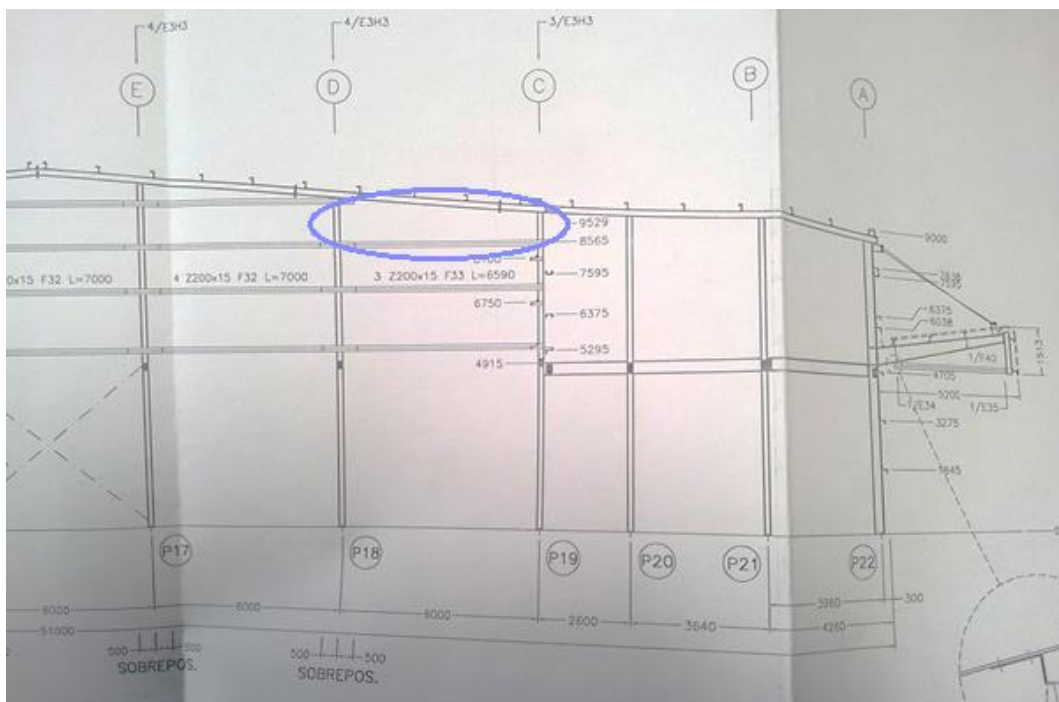 4/E3H3
4/E3H3
3/E3H3
E
D
C
B
A
9529
9000
8565
7595
6375
6038
4 Z200x15 F32 L=7000
3 Z200x15 F33 L=6590
x15 F32 L=7000
6750
6375
5295
4915
1/F40
4705
5200
1/E34
1/E35
3275
P17
P18
P19
P20
P21
P22
6000
6000
6000
2600
3640
3960
300
4260
51000
500
500
SOBREPOS.
500
500
SOBREPOS.